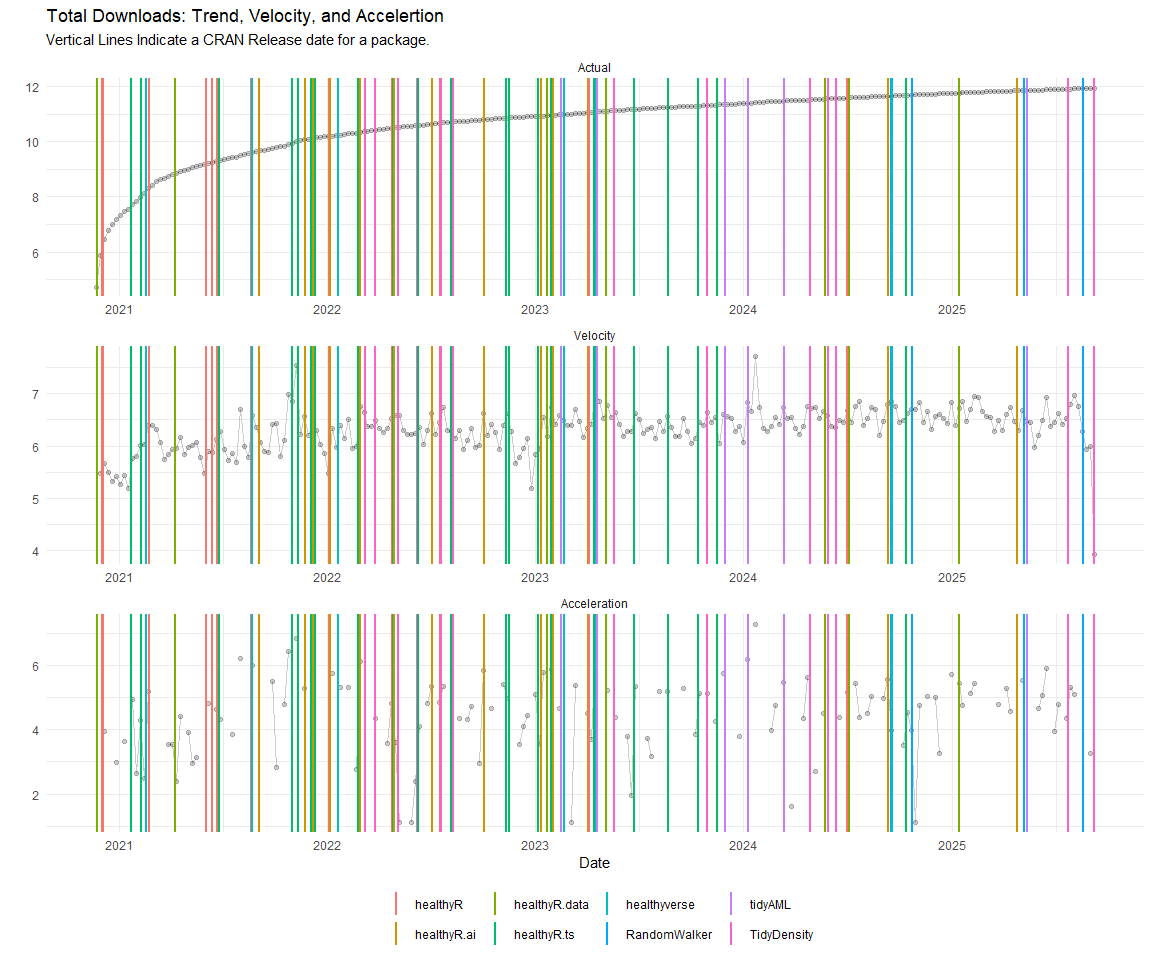 Total Downloads: Trend, Velocity, and Accelertion
Vertical Lines Indicate a CRAN Release date for a package.
Actual
12
10
8
6
2021 2022 2023 2024 2025
Velocity
7
6
5
4
2021 2022 2023 2024 2025
Acceleration
6
4
2
2021 2022 2023 2024 2025
Date
healthyR healthyR.data healthyverse tidyAML
healthyR.ai healthyR.ts RandomWalker TidyDensity